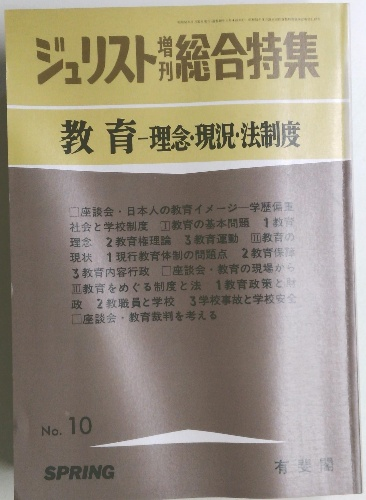 ジュリスト増刊総合特集
教育―理念・現況・法制度
□座談会・日本人の教育イメージ―学歴偏重
社会と学校制度 Ⅰ教育の基本問題 1教育
理念 2教育権理論 3教育運動 Ⅱ教育の
現状 1現行教育体制の問題点 2教育保障
3教育内容行政 □座談会・教育の現場から
Ⅲ教育をめぐる制度と法 1教育政策と財
政 2教職員と学校 3学校事故と学校安全
□座談会・教育裁判を考える
No. 10
SPRING
有斐閣